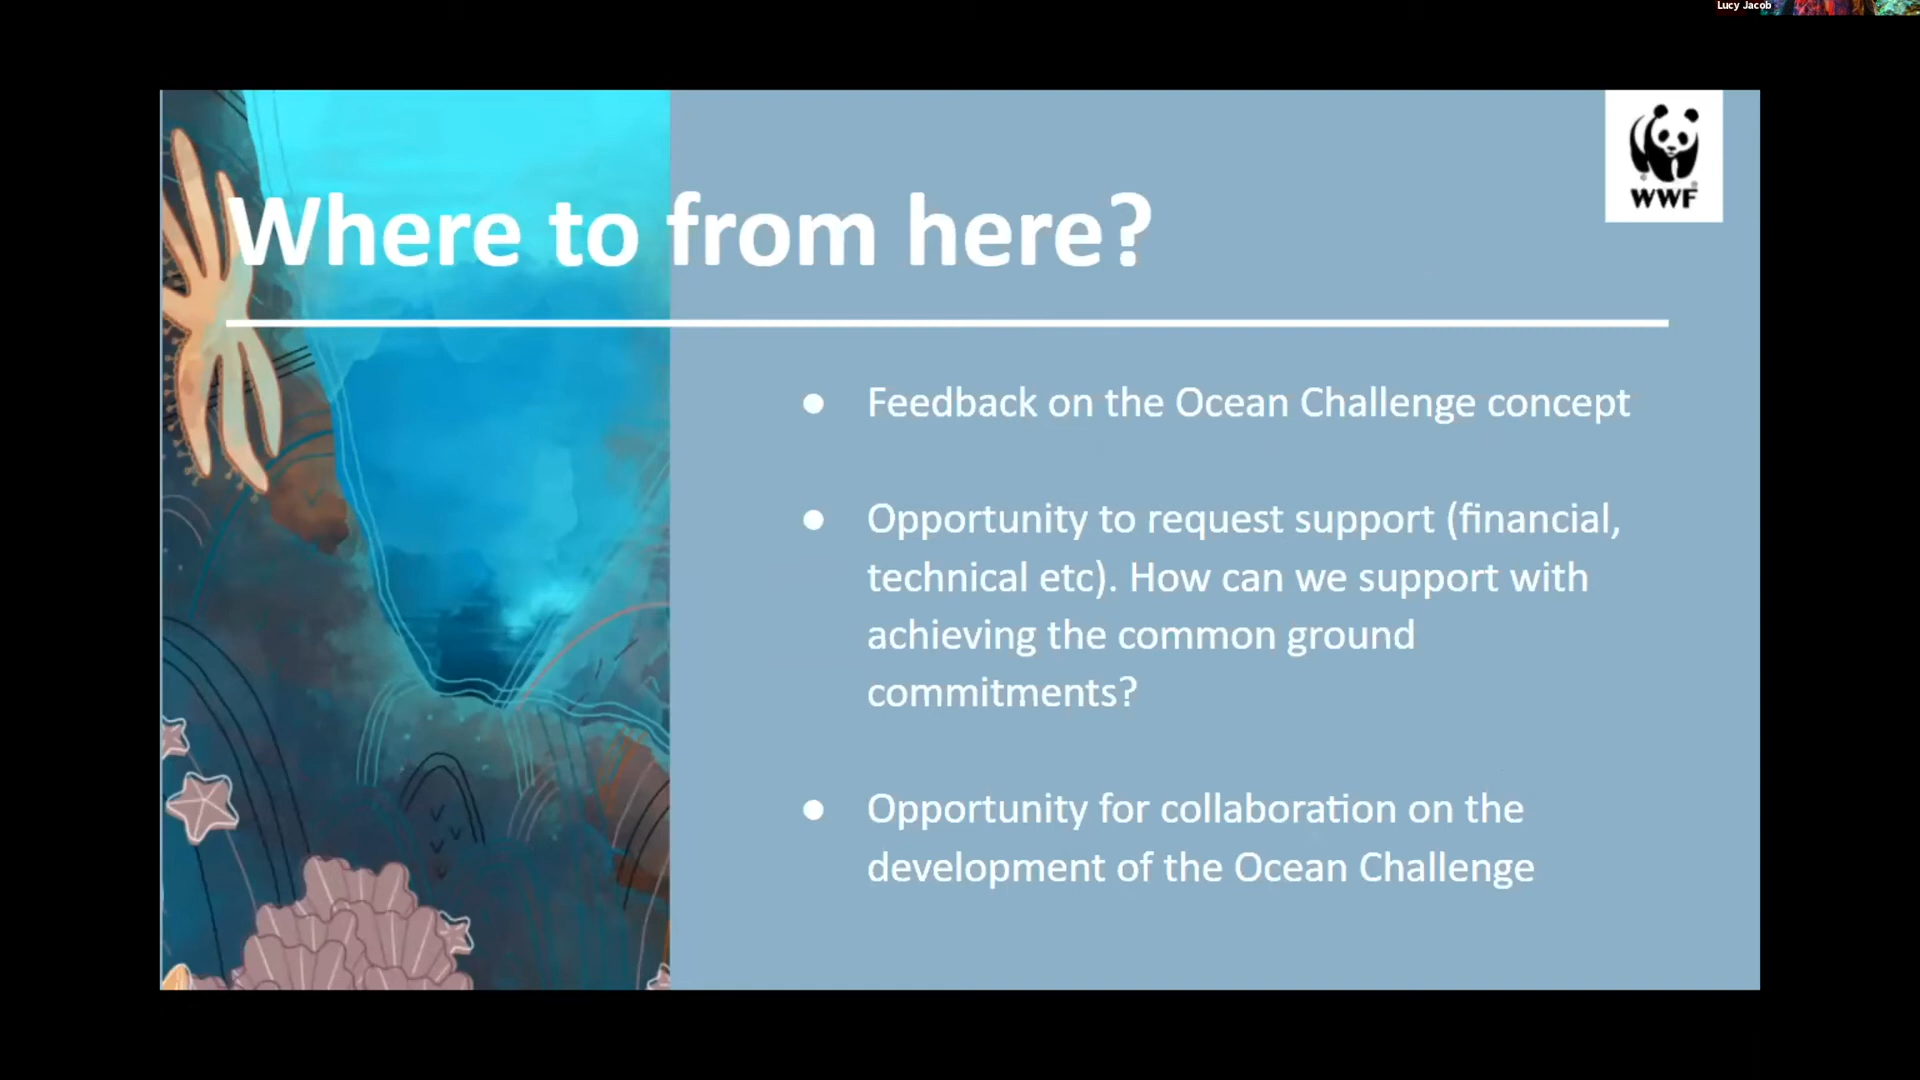 Lucy Jacob
WWF
Where to from here?
● Feedback on the Ocean Challenge concept
● Opportunity to request support (financial,
technical etc). How can we support with
achieving the common ground
commitments?
● Opportunity for collaboration on the
development of the Ocean Challenge